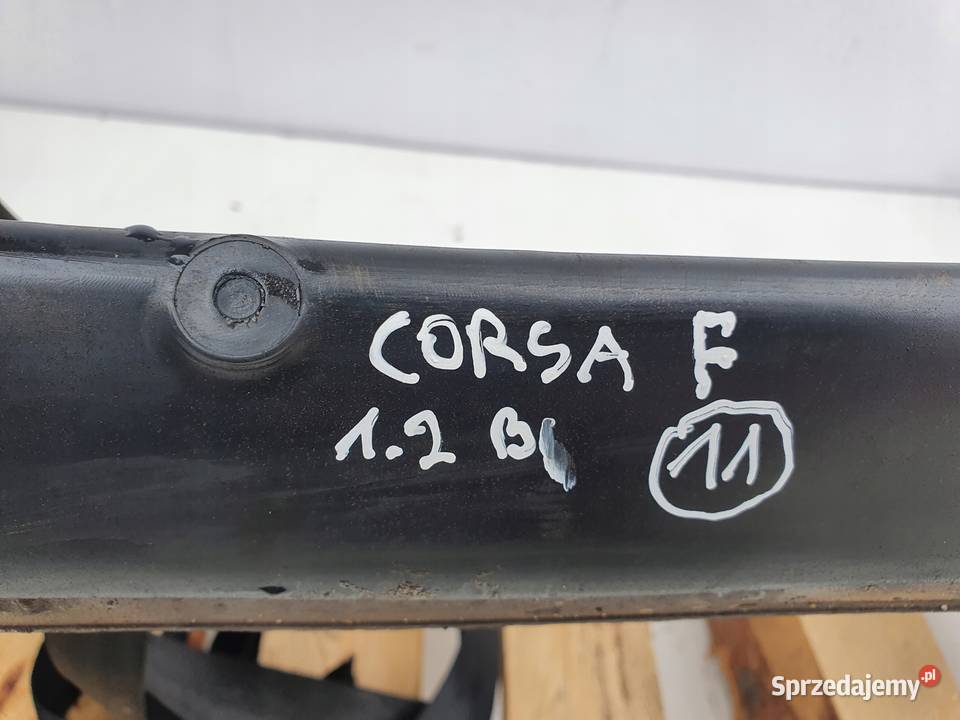 CORSA F
1.2 B 11
Sprzedajemy.pl